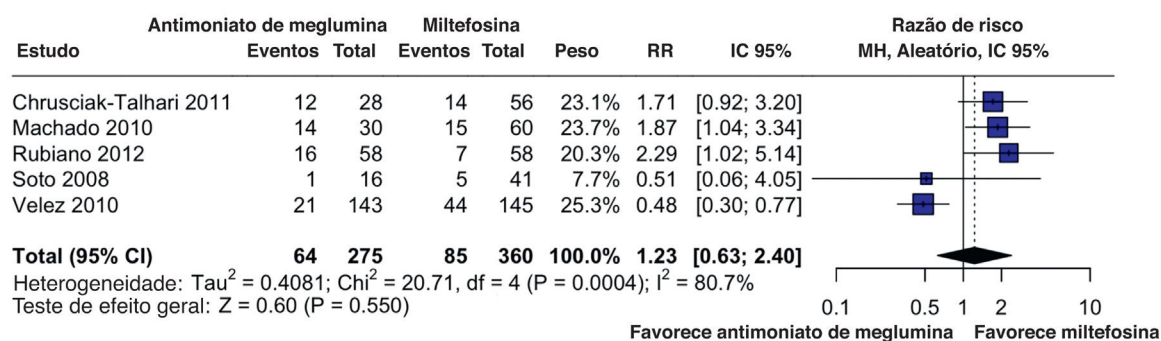 Antimoniato de meglumina Miltefosina Razão de risco
Estudo Eventos Total Eventos Total Peso RR IC 95% MH, Aleatório, IC 95%
Chrusciak-Talhari 2011 12 28 14 56 23.1% 1.71 [0.92; 3.20]
Machado 2010 14 30 15 60 23.7% 1.87 [1.04; 3.34]
Rubiano 2012 16 58 7 58 20.3% 2.29 [1.02; 5.14]
Soto 2008 1 16 5 41 7.7% 0.51 [0.06; 4.05]
Velez 2010 21 143 44 145 25.3% 0.48 [0.30; 0.77]
Total (95% CI) 64 275 85 360 100.0% 1.23 [0.63; 2.40]
Heterogeneidade: Tau² = 0.4081; Chi² = 20.71, df = 4 (P = 0.0004); I² = 80.7%
Teste de efeito geral: Z = 0.60 (P = 0.550)
0.1 0.5 1 2 10
Favorece antimoniato de meglumina Favorece miltefosina